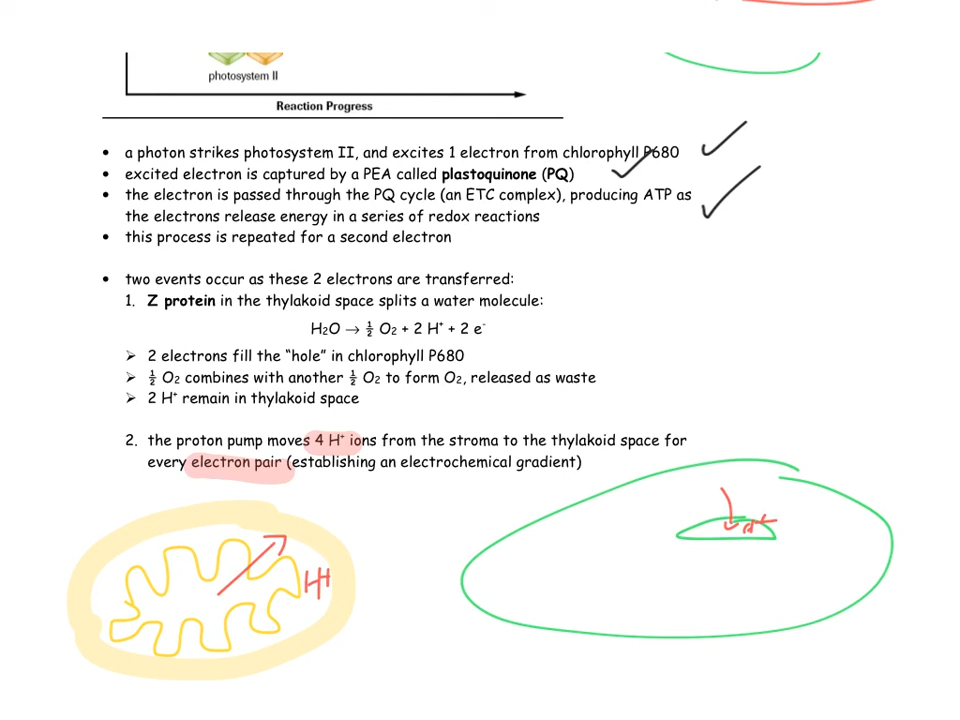 photosystem II
Reaction Progress
• a photon strikes photosystem II, and excites 1 electron from chlorophyll P680
• excited electron is captured by a PEA called plastoquinone (PQ)
• the electron is passed through the PQ cycle (an ETC complex), producing ATP as
the electrons release energy in a series of redox reactions
• this process is repeated for a second electron
• two events occur as these 2 electrons are transferred:
1. Z protein in the thylakoid space splits a water molecule:
H₂O → ½ O₂ + 2 H⁺ + 2 e⁻
➢ 2 electrons fill the “hole” in chlorophyll P680
➢ ½ O₂ combines with another ½ O₂ to form O₂, released as waste
➢ 2 H⁺ remain in thylakoid space
2. the proton pump moves 4 H⁺ ions from the stroma to the thylakoid space for
every electron pair (establishing an electrochemical gradient)
H⁺
H⁺